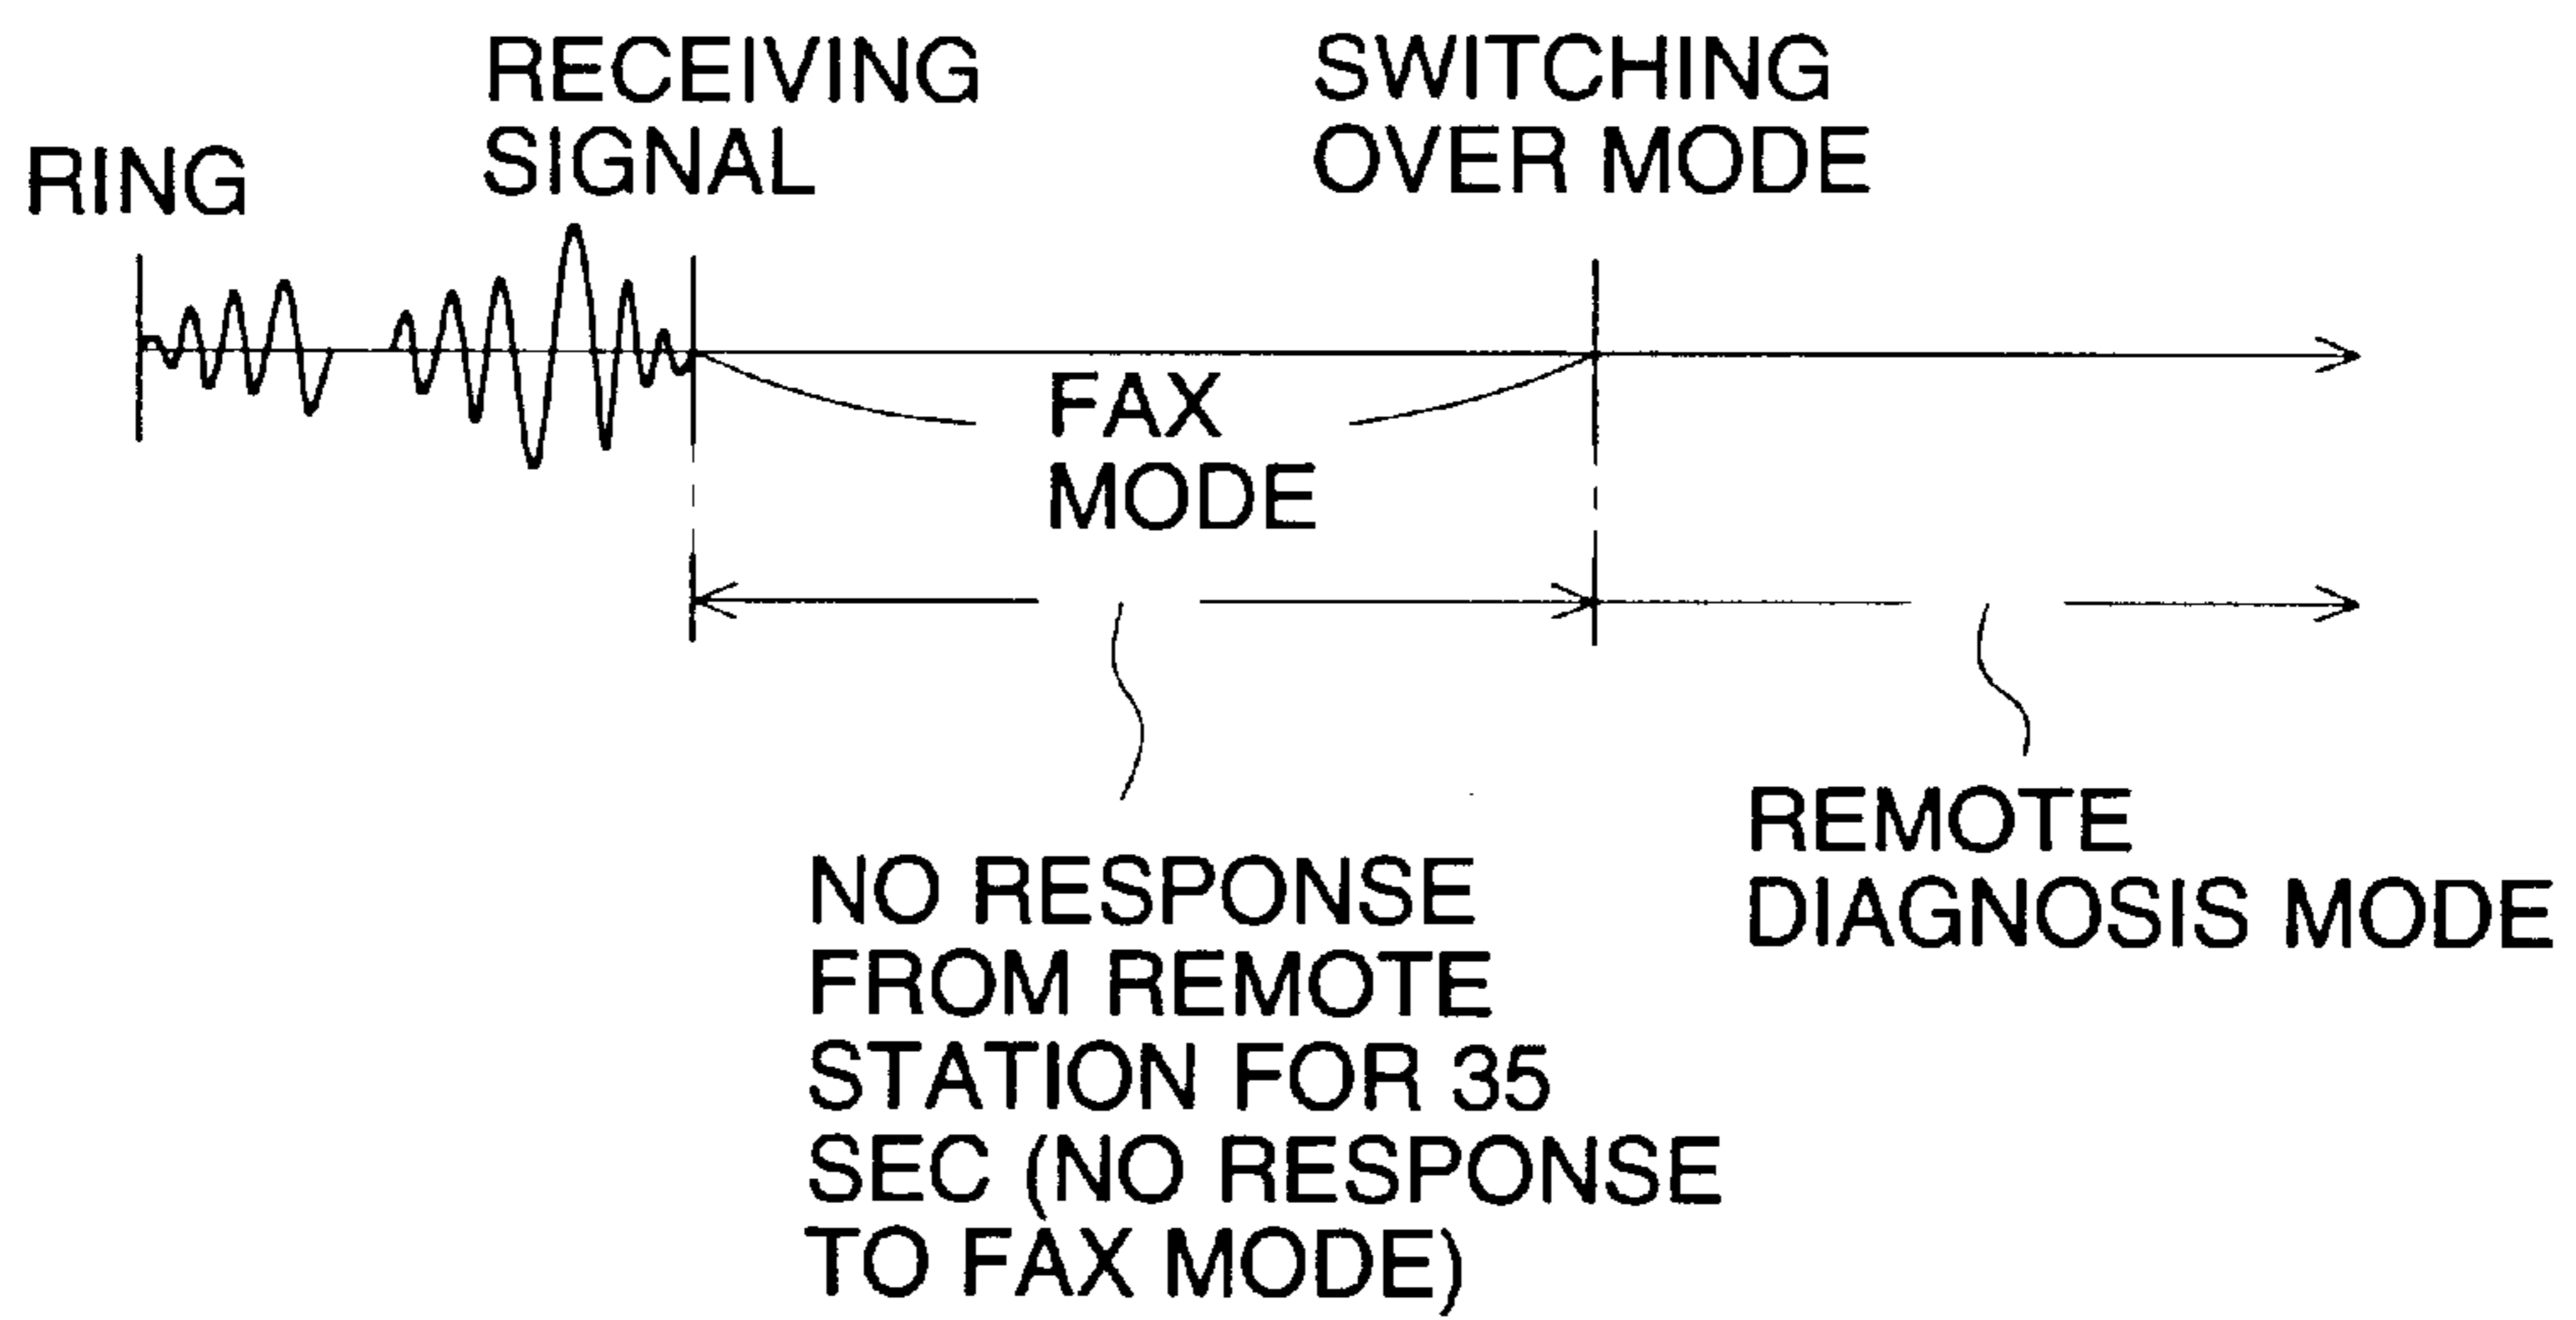 RING
RECEIVING
SIGNAL
SWITCHING
OVER MODE
FAX
MODE
NO RESPONSE
FROM REMOTE
STATION FOR 35
SEC (NO RESPONSE
TO FAX MODE)
REMOTE
DIAGNOSIS MODE